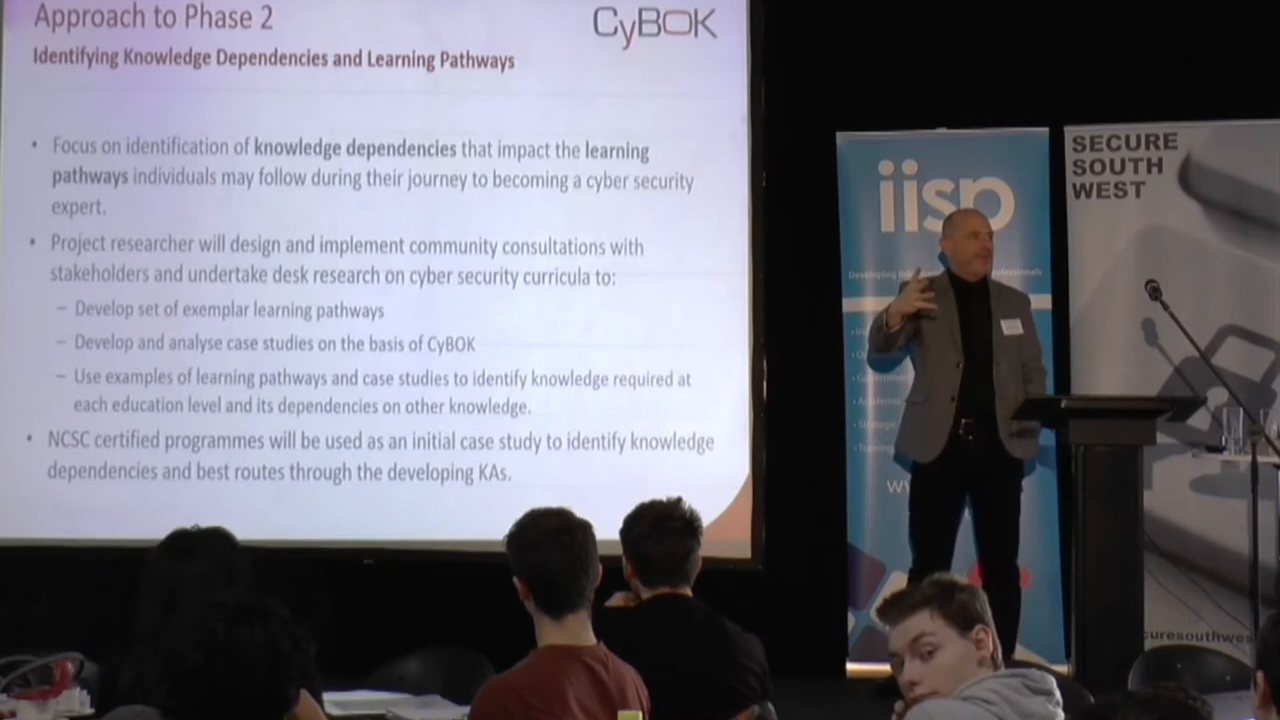 Approach to Phase 2
CyBOK
Identifying Knowledge Dependencies and Learning Pathways
• Focus on identification of knowledge dependencies that impact the learning
pathways individuals may follow during their journey to becoming a cyber security
expert.
• Project researcher will design and implement community consultations with
stakeholders and undertake desk research on cyber security curricula to:
– Develop set of exemplar learning pathways
– Develop and analyse case studies on the basis of CyBOK
– Use examples of learning pathways and case studies to identify knowledge required at
each education level and its dependencies on other knowledge.
• NCSC certified programmes will be used as an initial case study to identify knowledge
dependencies and best routes through the developing KAs.
iisp
Developing
SECURE
SOUTH
WEST